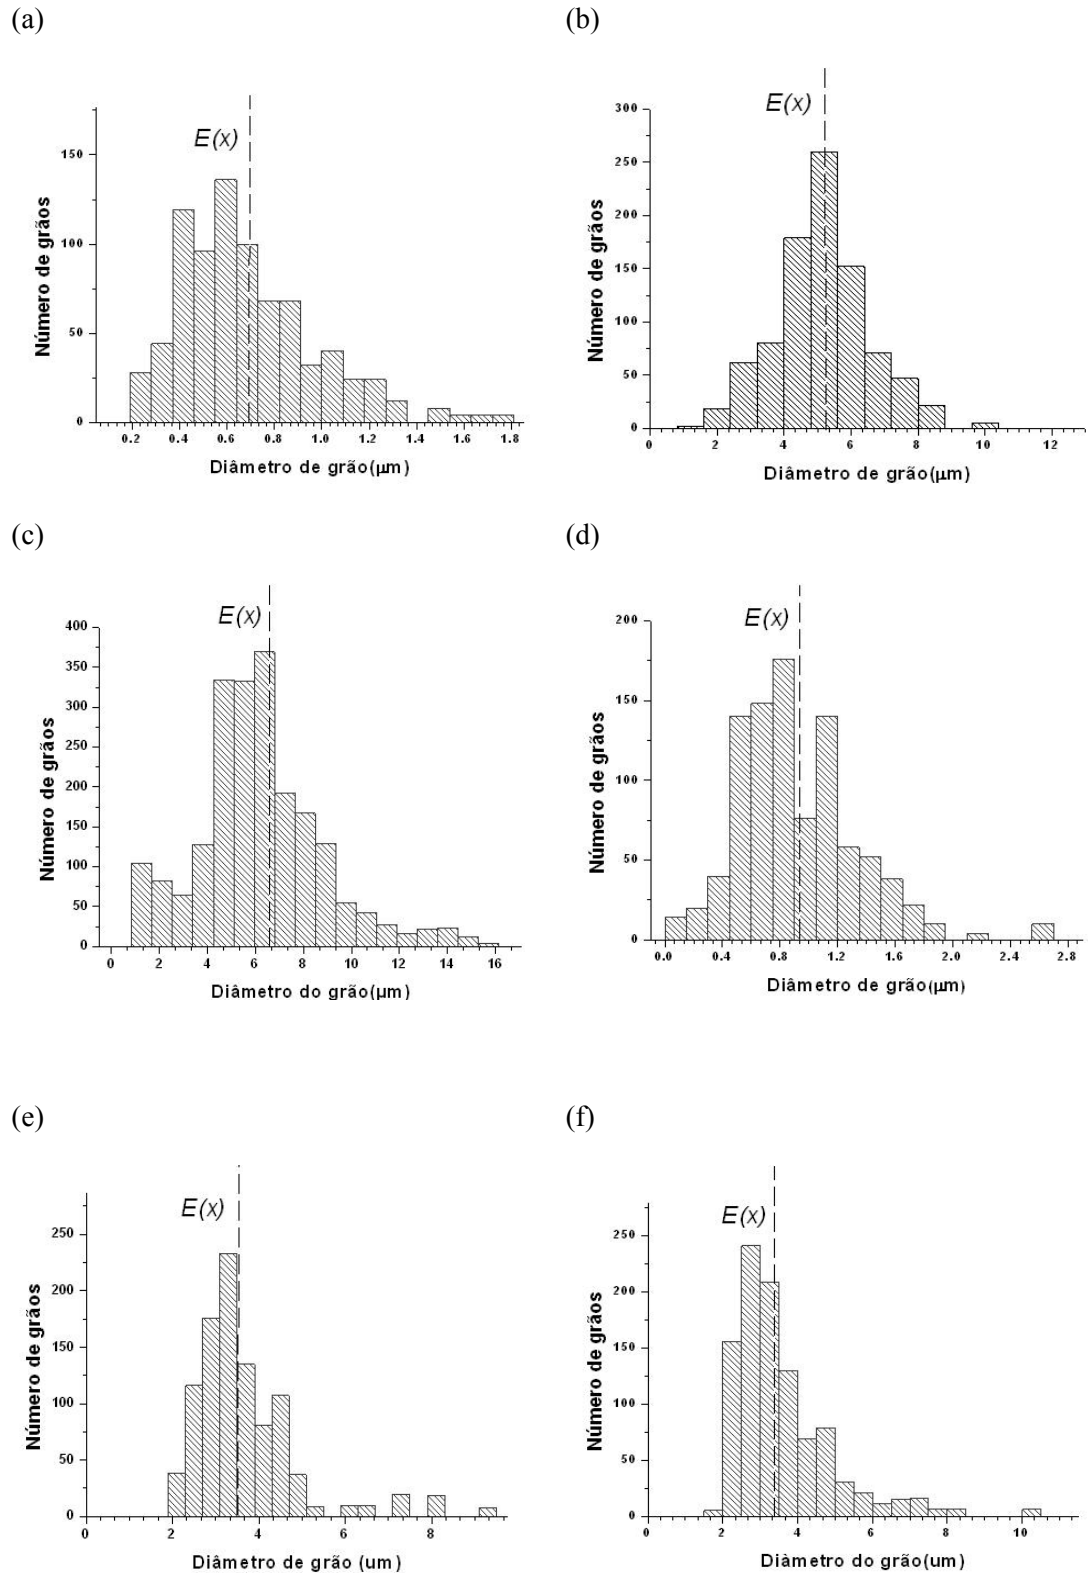 (a)
E(x)
Número de grãos
150
100
50
0
0.2 0.4 0.6 0.8 1.0 1.2 1.4 1.6 1.8
Diâmetro de grão(μm)
(b)
E(x)
Número de grãos
300
250
200
150
100
50
0
0 2 4 6 8 10 12
Diâmetro de grão(μm)
(c)
E(x)
Número de grãos
400
350
300
250
200
150
100
50
0
0 2 4 6 8 10 12 14 16
Diâmetro do grão(μm)
(d)
E(x)
Número de grãos
200
150
100
50
0
0.0 0.4 0.8 1.2 1.6 2.0 2.4 2.8
Diâmetro de grão(μm)
(e)
E(x)
Número de grãos
250
200
150
100
50
0
0 2 4 6 8
Diâmetro de grão (um)
(f)
E(x)
Número de grãos
250
200
150
100
50
0
0 2 4 6 8 10
Diâmetro do grão(um)